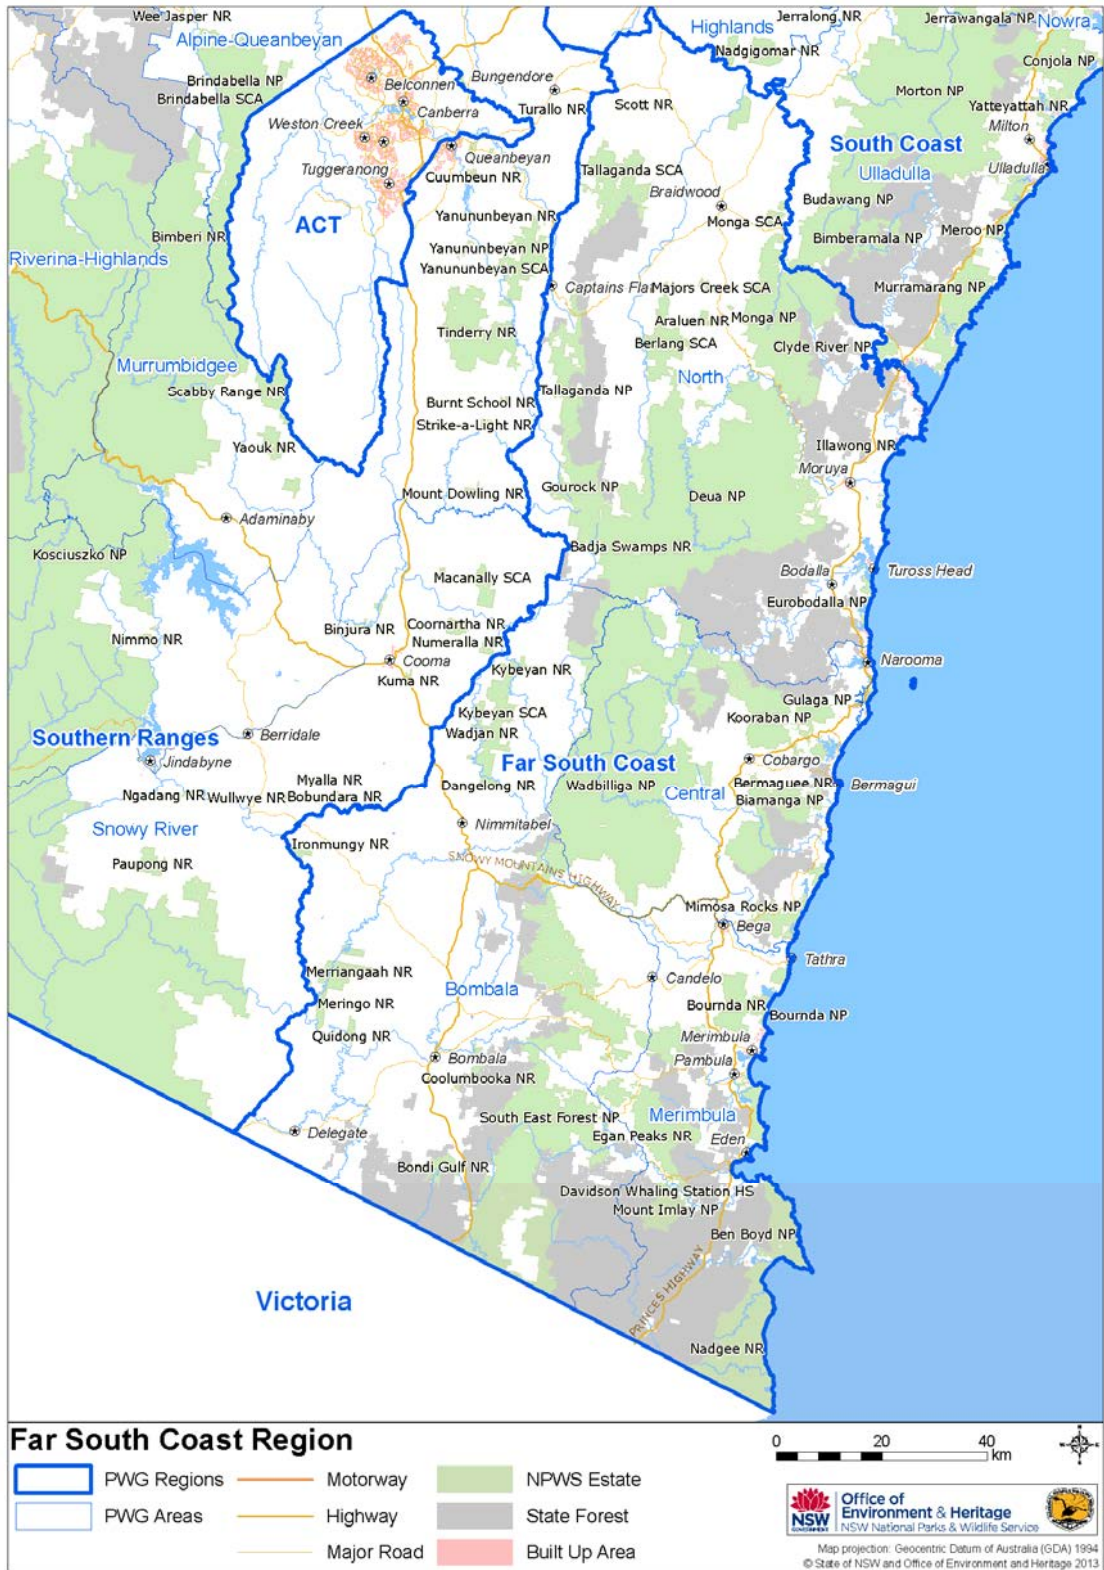 Wee Jasper NR
Highlands
Jerralong NR
Jerrawangala NP
Nowra
Alpine-Queanbeyan
Nadgigomar NR
Conjola NP
Brindabella NP
Belconnen
Bungendore
Morton NP
Brindabella SCA
Canberra
Turallo NR
Scott NR
Yatteyattah NR
Weston Creek
Milton
South Coast
Queanbeyan
Tuggeranong
Cuumbeun NR
Tallaganda SCA
Ulladulla
Ulladulla
Braidwood
Budawang NP
ACT
Yanununbeyan NR
Monga SCA
Bimberi NR
Yanununbeyan NP
Bimberamala NP
Meroo NP
Riverina-Highlands
Yanununbeyan SCA
Captains Fla
Majors Creek SCA
Murramarang NP
Tinderry NR
Araluen NR
Monga NP
Berlang SCA
Clyde River NP
Murrumbidgee
North
Scabby Range NR
Tallaganda NP
Burnt School NR
Strike-a-Light NR
Yaouk NR
Illawong NR
Moruya
Mount Dowling NR
Gourock NP
Deua NP
Adaminaby
Kosciuszko NP
Badja Swamps NR
Macanally SCA
Bodalla
Tuross Head
Eurobodalla NP
Nimmo NR
Binjura NR
Coornartha NR
Numeralla NR
Cooma
Kybeyan NR
Narooma
Kuma NR
Gulaga NP
Kybeyan SCA
Kooraban NP
Southern Ranges
Berridale
Wadjan NR
Jindabyne
Far South Coast
Cobargo
Myalla NR
Dangelong NR
Wadbilliga NP
Bermaguee NR
Bermagui
Ngadang NR
Wullwye NR
Bobundara NR
Central
Biamanga NP
Snowy River
Nimmitabel
Ironmungy NR
Paupong NR
SNOWY MOUNTAINS HIGHWAY
Mimosa Rocks NP
Bega
Tathra
Merriangaah NR
Candelo
Bombala
Meringo NR
Bournda NR
Bournda NP
Quidong NR
Merimbula
Bombala
Pambula
Coolumbooka NR
South East Forest NP
Merimbula
Delegate
Egan Peaks NR
Eden
Bondi Gulf NR
Davidson Whaling Station HS
Mount Imlay NP
Ben Boyd NP
Victoria
PRINCES HIGHWAY
Nadgee NR
Far South Coast Region
0 20 40
km
PWG Regions
Motorway
NPWS Estate
PWG Areas
Highway
State Forest
Major Road
Built Up Area
NSW
GOVERNMENT
Office of
Environment & Heritage
NSW National Parks & Wildlife Service
Map projection: Geocentric Datum of Australia (GDA) 1994
© State of NSW and Office of Environment and Heritage 2013